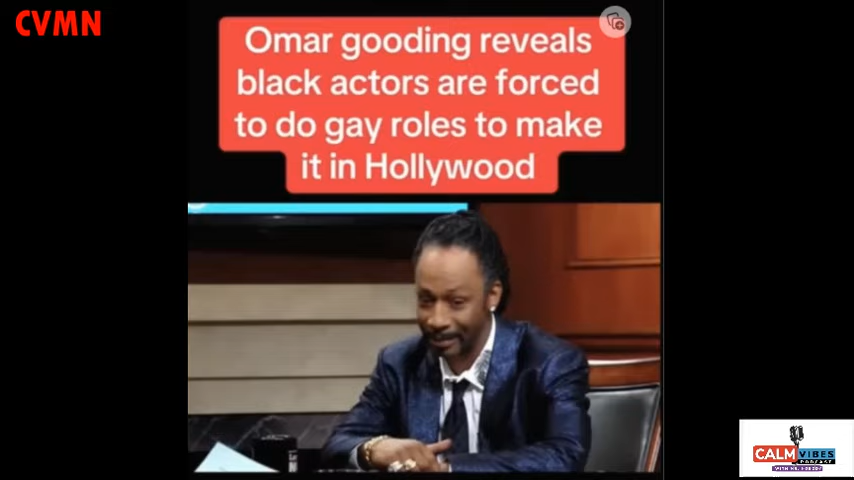 CVMN
Omar gooding reveals
black actors are forced
to do gay roles to make
it in Hollywood
CALM VIBES
PODCAST